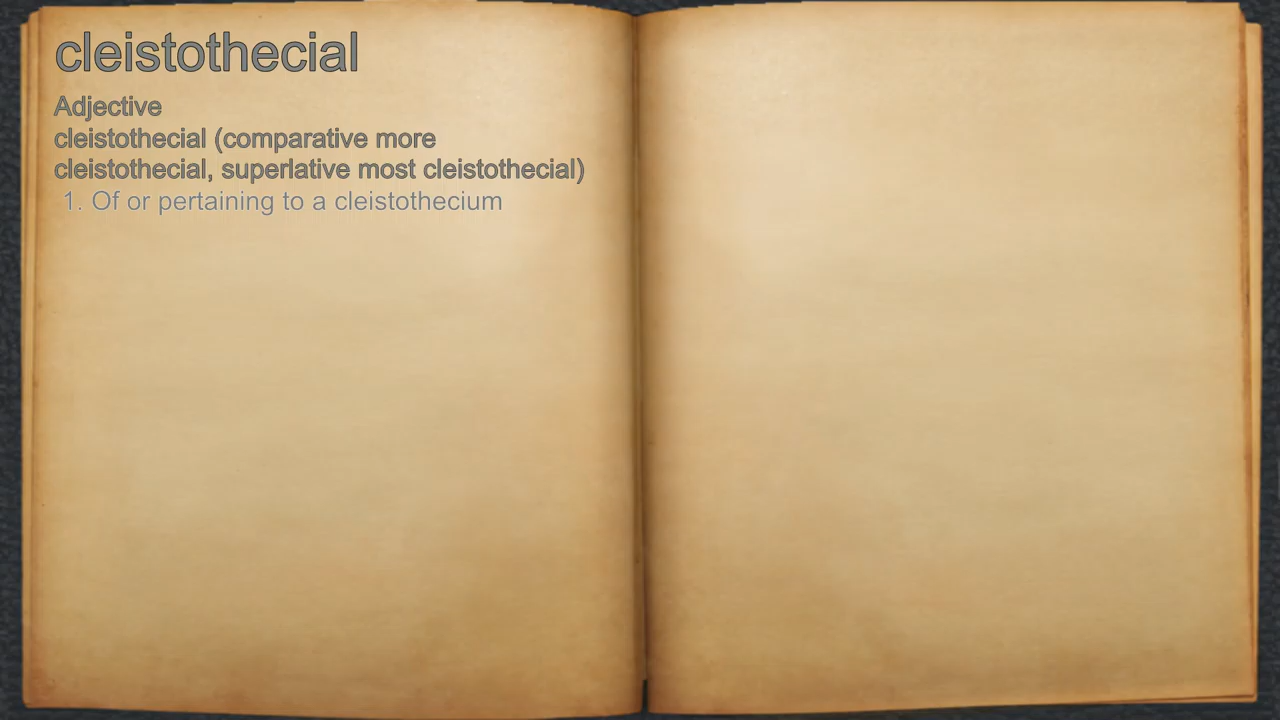 cleistothecial
Adjective
cleistothecial (comparative more
cleistothecial, superlative most cleistothecial)
1. Of or pertaining to a cleistothecium